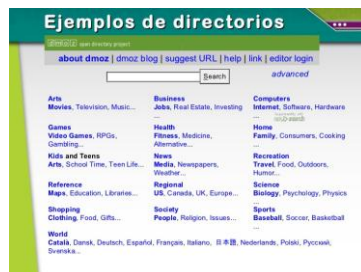 Ejemplos de directorios
dmoz open directory project
about dmoz | dmoz blog | suggest URL | help | link | editor login
Search advanced
Arts
Movies, Television, Music...
Business
Jobs, Real Estate, Investing
...
Computers
Internet, Software, Hardware
...
Games
Video Games, RPGs,
Gambling...
Health
Fitness, Medicine,
Alternative...
Home
Family, Consumers, Cooking
...
Kids and Teens
Arts, School Time, Teen Life...
News
Media, Newspapers,
Weather...
Recreation
Travel, Food, Outdoors,
Humor...
Reference
Maps, Education, Libraries...
Regional
US, Canada, UK, Europe...
Science
Biology, Psychology, Physics
...
Shopping
Clothing, Food, Gifts...
Society
People, Religion, Issues...
Sports
Baseball, Soccer, Basketball
...
World
Català, Dansk, Deutsch, Español, Français, Italiano, 日本語, Nederlands, Polski, Русский,
Svenska...